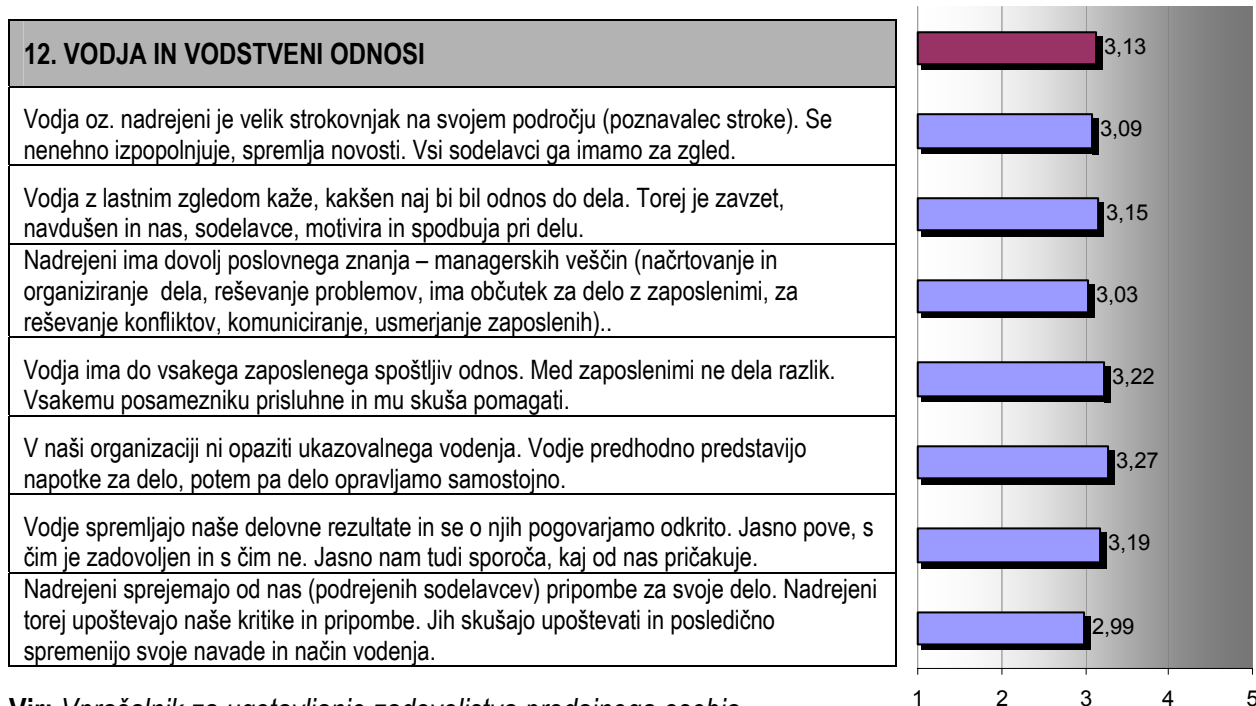 12. VODJA IN VODSTVENI ODNOSI
3,13
Vodja oz. nadrejeni je velik strokovnjak na svojem področju (poznavalec stroke). Se
nenehno izpopolnjuje, spremlja novosti. Vsi sodelavci ga imamo za zgled.
3,09
Vodja z lastnim zgledom kaže, kakšen naj bi bil odnos do dela. Torej je zavzet,
navdušen in nas, sodelavce, motivira in spodbuja pri delu.
3,15
Nadrejeni ima dovolj poslovnega znanja – managerskih veščin (načrtovanje in
organiziranje dela, reševanje problemov, ima občutek za delo z zaposlenimi, za
reševanje konfliktov, komuniciranje, usmerjanje zaposlenih)..
3,03
Vodja ima do vsakega zaposlenega spoštljiv odnos. Med zaposlenimi ne dela razlik.
Vsakemu posamezniku prisluhne in mu skuša pomagati.
3,22
V naši organizaciji ni opaziti ukazovalnega vodenja. Vodje predhodno predstavijo
napotke za delo, potem pa delo opravljamo samostojno.
3,27
Vodje spremljajo naše delovne rezultate in se o njih pogovarjamo odkrito. Jasno pove, s
čim je zadovoljen in s čim ne. Jasno nam tudi sporoča, kaj od nas pričakuje.
3,19
Nadrejeni sprejemajo od nas (podrejenih sodelavcev) pripombe za svoje delo. Nadrejeni
torej upoštevajo naše kritike in pripombe. Jih skušajo upoštevati in posledično
spremenijo svoje navade in način vodenja.
2,99
1 2 3 4 5
Vir: Vprašalnik za ugotavljanje zadovoljstva prodajnega osebja